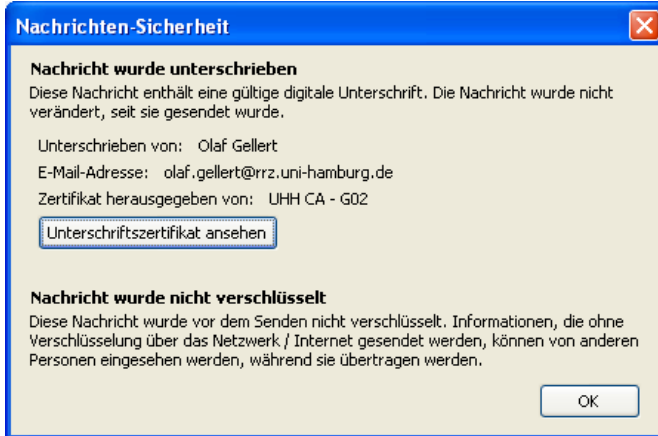 Nachrichten-Sicherheit
Nachricht wurde unterschrieben
Diese Nachricht enthält eine gültige digitale Unterschrift. Die Nachricht wurde nicht
verändert, seit sie gesendet wurde.
Unterschrieben von: Olaf Gellert
E-Mail-Adresse: olaf.gellert@rrz.uni-hamburg.de
Zertifikat herausgegeben von: UHH CA - G02
Unterschriftszertifikat ansehen
Nachricht wurde nicht verschlüsselt
Diese Nachricht wurde vor dem Senden nicht verschlüsselt. Informationen, die ohne
Verschlüsselung über das Netzwerk / Internet gesendet werden, können von anderen
Personen eingesehen werden, während sie übertragen werden.
OK